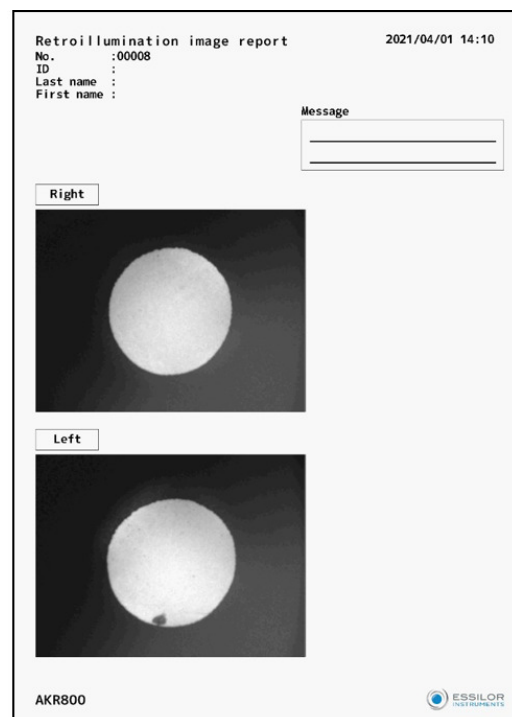 Retroillumination image report
2021/04/01 14:10
No. :00008
ID :
Last name :
First name :
Message
Right
Left
AKR800
ESSILOR
INSTRUMENTS